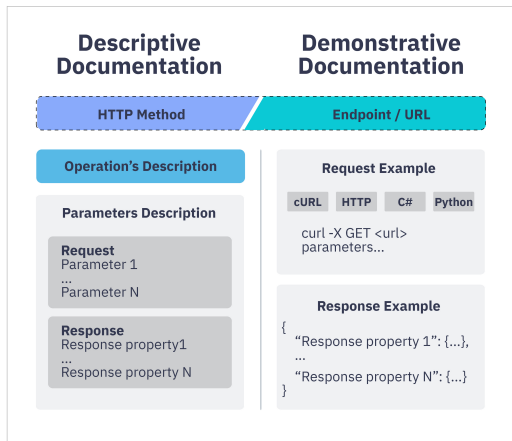 Descriptive
Documentation
Demonstrative
Documentation
HTTP Method
Endpoint / URL
Operation’s Description
Parameters Description
Request
Parameter 1
...
Parameter N
Response
Response property1
...
Response property N
Request Example
cURL
HTTP
C#
Python
curl -X GET <url>
parameters...
Response Example
{
“Response property 1”: {...},
...
“Response property N”: {...}
}